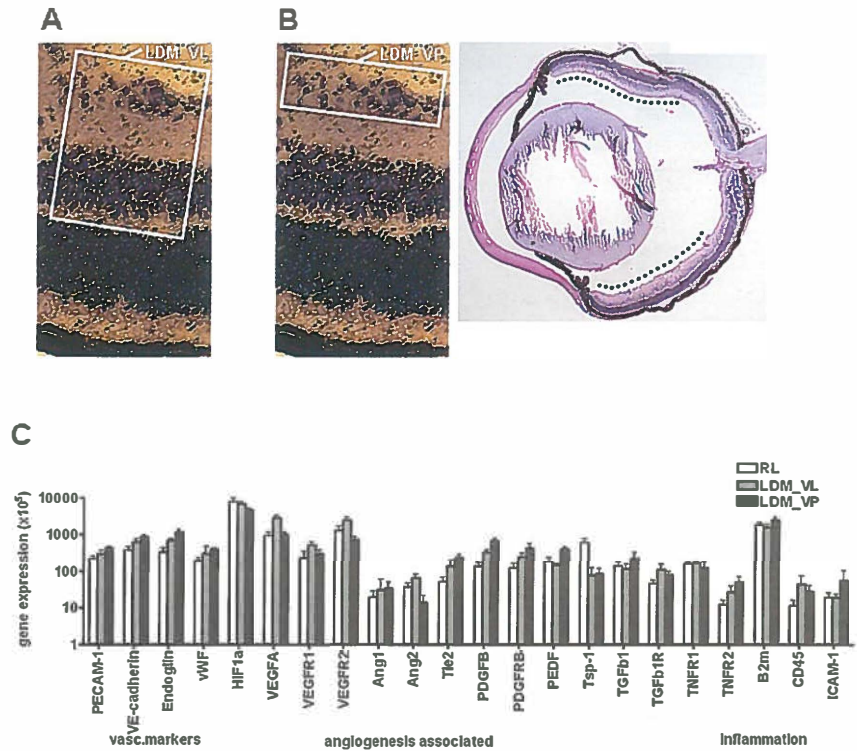 A
B
LDM_VL
LDM_VP
C
RL
LDM_VL
LDM_VP
gene expression (x10⁵)
10000
1000
100
10
1
PECAM-1
VE-cadherin
Endoglin
vWF
HIF1a
VEGFA
VEGFR1
VEGFR2
Ang1
Ang2
Tie2
PDGFB
PDGFRB
PEDF
Tsp-1
TGFb1
TGFb1R
TNFR1
TNFR2
B2m
CD45
ICAM-1
vasc.markers
angiogenesis associated
inflammation